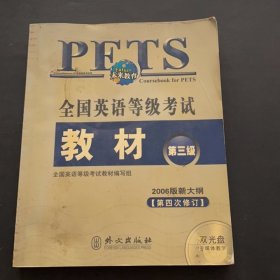 PETS
未来教育
Coursebook for PETS
全国英语等级考试
教材
第三级
全国英语等级考试教材编写组
2006版新大纲
【第四次修订】
双光盘
外文出版社